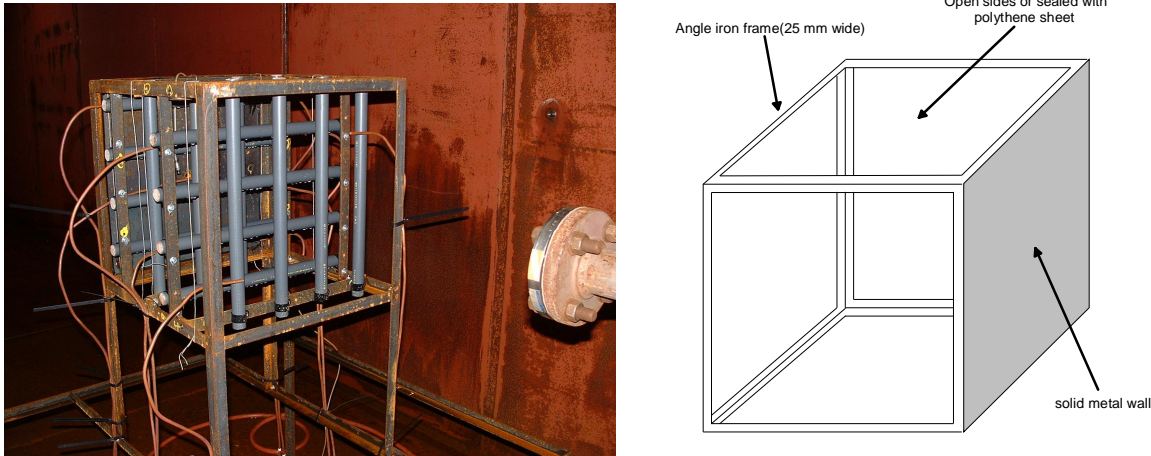 Open sides or sealed with
polythene sheet
Angle iron frame(25 mm wide)
solid metal wall